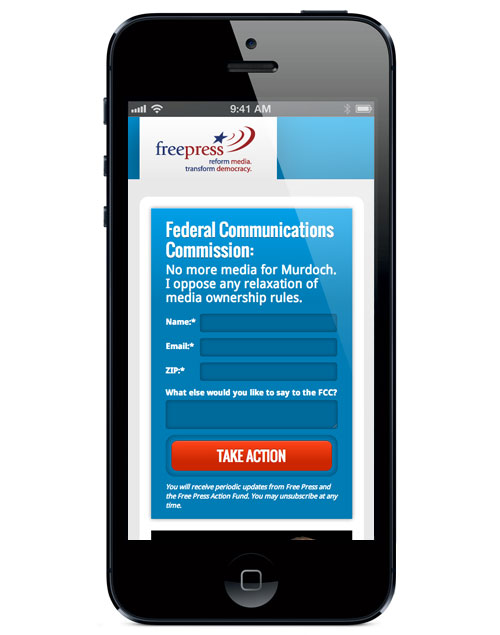 9:41 AM
freepress
reform media.
transform democracy.
Federal Communications
Commission:
No more media for Murdoch.
I oppose any relaxation of
media ownership rules.
Name:*
Email:*
ZIP:*
What else would you like to say to the FCC?
TAKE ACTION
You will receive periodic updates from Free Press and
the Free Press Action Fund. You may unsubscribe at any
time.